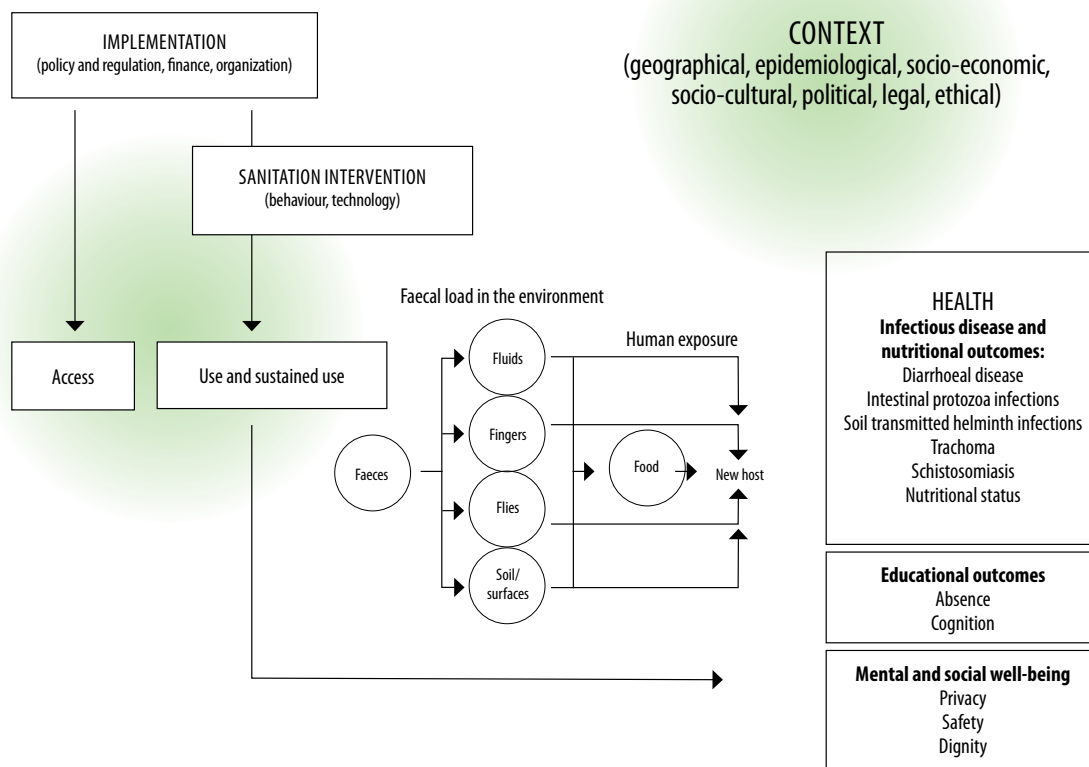 IMPLEMENTATION
(policy and regulation, finance, organization)
CONTEXT
(geographical, epidemiological, socio-economic,
socio-cultural, political, legal, ethical)
SANITATION INTERVENTION
(behaviour, technology)
Access
Use and sustained use
Faecal load in the environment
Human exposure
Faeces
Fluids
Fingers
Flies
Soil/
surfaces
Food
New host
HEALTH
Infectious disease and
nutritional outcomes:
Diarrhoeal disease
Intestinal protozoa infections
Soil transmitted helminth infections
Trachoma
Schistosomiasis
Nutritional status
Educational outcomes
Absence
Cognition
Mental and social well-being
Privacy
Safety
Dignity